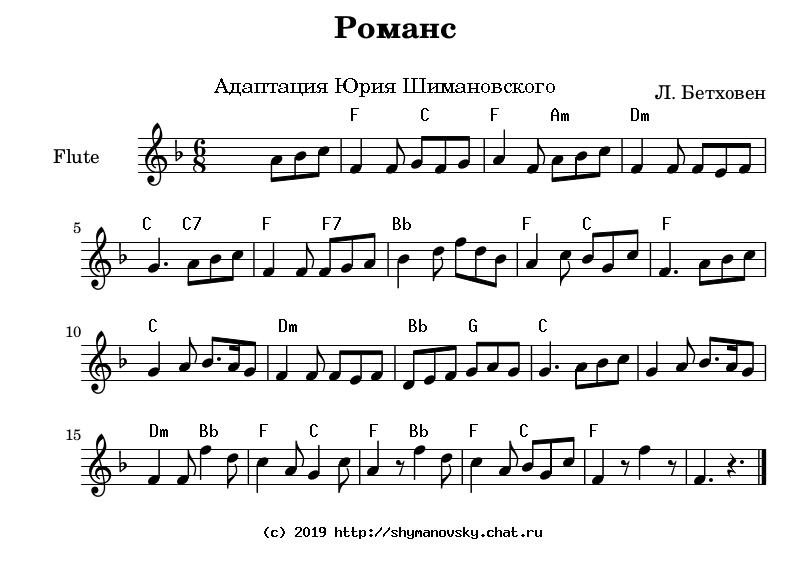 Романс
Адаптация Юрия Шимановского
Л. Бетховен
F C F Am Dm
Flute 6 8
5 C C7 F F7 Bb F C F
10 C Dm Bb G C
15 Dm Bb F C F Bb F C F
(c) 2019 http://shymanovsky.chat.ru